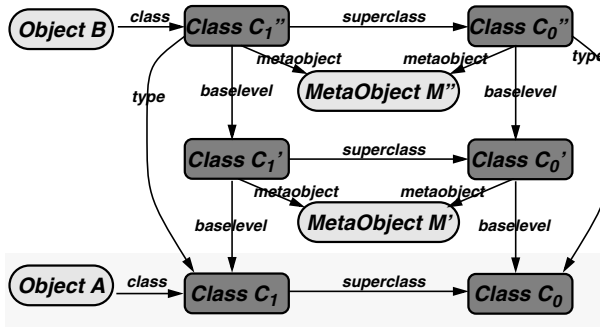 Object B
class
Class C1''
superclass
Class C0''
metaobject
metaobject
type
type
baselevel
MetaObject M''
baselevel
Class C1'
superclass
Class C0'
metaobject
metaobject
baselevel
MetaObject M'
baselevel
Object A
class
Class C1
superclass
Class C0